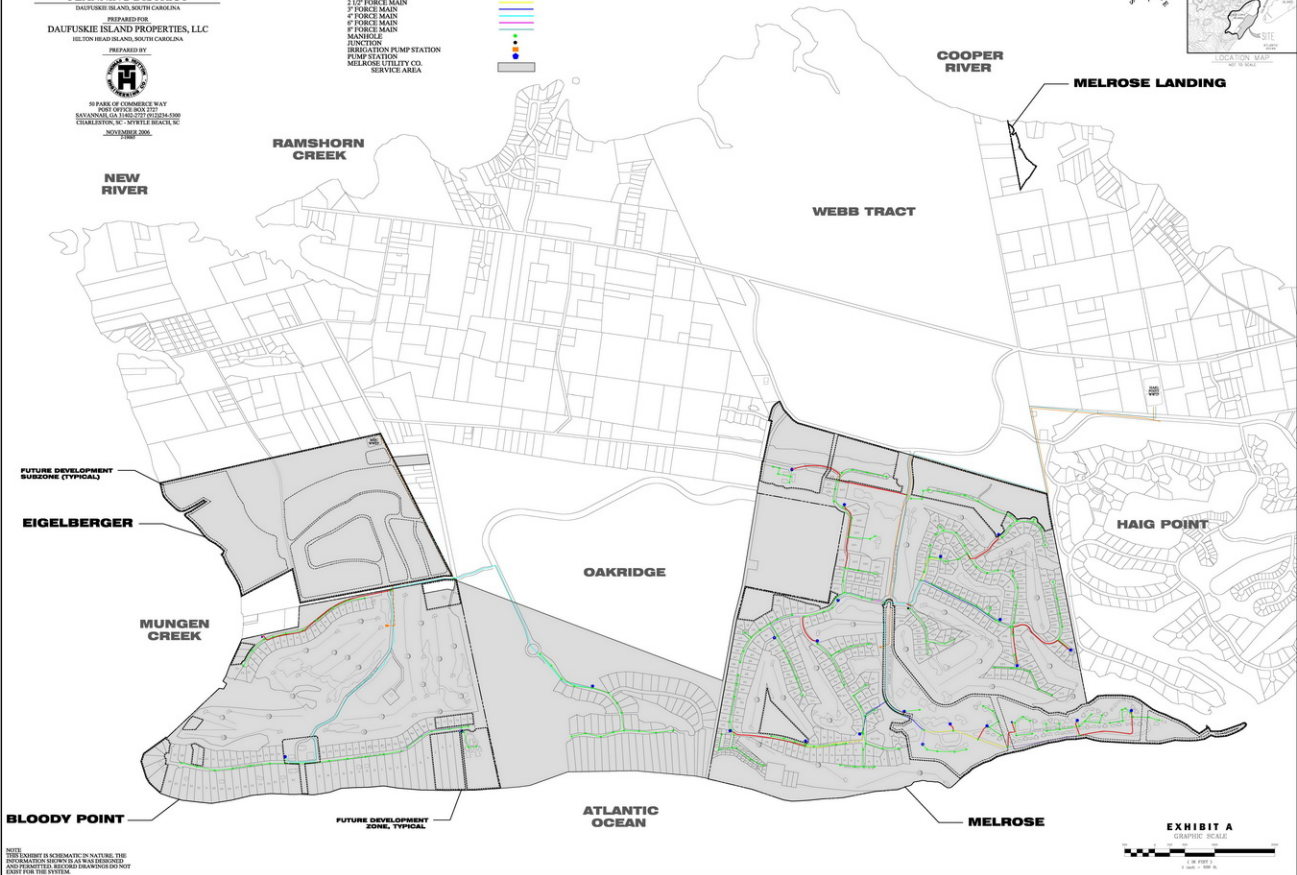 DAUFUSKIE ISLAND, SOUTH CAROLINA
PREPARED FOR
DAUFUSKIE ISLAND PROPERTIES, LLC
HILTON HEAD ISLAND, SOUTH CAROLINA
PREPARED BY
50 PARK OF COMMERCE WAY
POST OFFICE BOX 2727
SAVANNAH, GA 31402-2727 (912)234-5300
CHARLESTON, SC - MYRTLE BEACH, SC
NOVEMBER 2006
2 1/2" FORCE MAIN
3" FORCE MAIN
4" FORCE MAIN
6" FORCE MAIN
8" FORCE MAIN
MANHOLE
JUNCTION
IRRIGATION PUMP STATION
PUMP STATION
MELROSE UTILITY CO.
SERVICE AREA
SITE
LOCATION MAP
NOT TO SCALE
COOPER
RIVER
MELROSE LANDING
RAMSHORN
CREEK
NEW
RIVER
WEBB TRACT
FUTURE DEVELOPMENT
SUBZONE (TYPICAL)
EIGELBERGER
HAIG POINT
OAKRIDGE
MUNGEN
CREEK
BLOODY POINT
FUTURE DEVELOPMENT
ZONE, TYPICAL
ATLANTIC
OCEAN
MELROSE
EXHIBIT A
GRAPHIC SCALE
( IN FEET )
NOTE
THIS EXHIBIT IS SCHEMATIC IN NATURE. THE
INFORMATION SHOWN IS AS WAS DESIGNED
AND PERMITTED. RECORD DRAWINGS DO NOT
EXIST FOR THE SYSTEM.